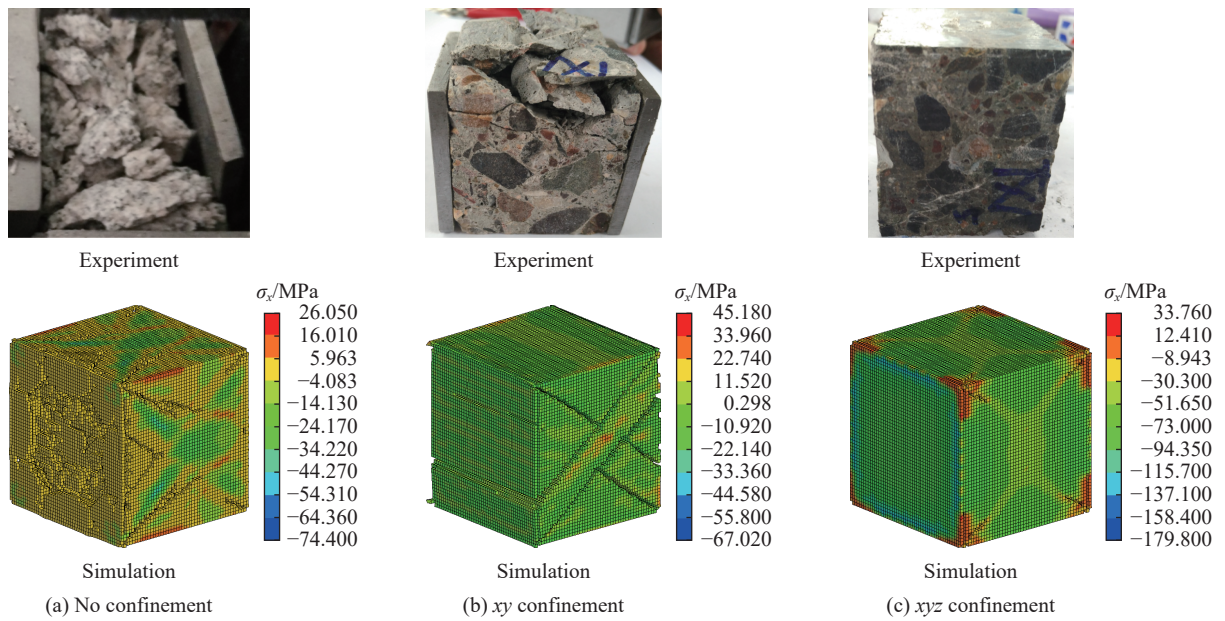 Experiment
Experiment
Experiment
σx/MPa
26.050
16.010
5.963
−4.083
−14.130
−24.170
−34.220
−44.270
−54.310
−64.360
−74.400
σx/MPa
45.180
33.960
22.740
11.520
0.298
−10.920
−22.140
−33.360
−44.580
−55.800
−67.020
σx/MPa
33.760
12.410
−8.943
−30.300
−51.650
−73.000
−94.350
−115.700
−137.100
−158.400
−179.800
Simulation
Simulation
Simulation
(a) No confinement
(b) xy confinement
(c) xyz confinement